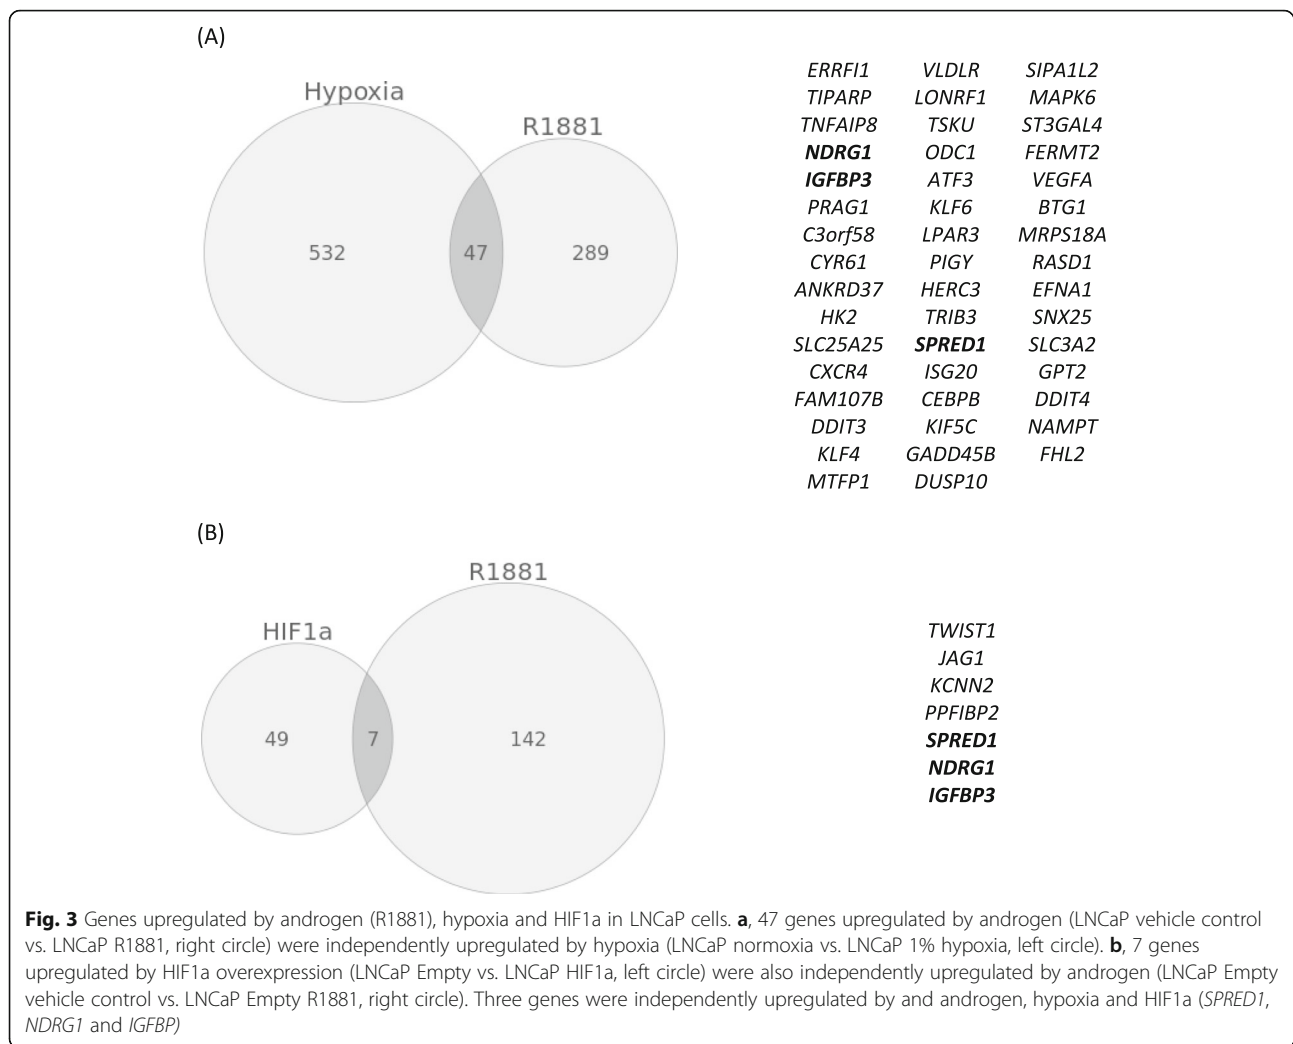 (A)
Hypoxia
R1881
532
47
289
ERRFI1 VLDLR SIPA1L2
TIPARP LONRF1 MAPK6
TNFAIP8 TSKU ST3GAL4
NDRG1 ODC1 FERMT2
IGFBP3 ATF3 VEGFA
PRAG1 KLF6 BTG1
C3orf58 LPAR3 MRPS18A
CYR61 PIGY RASD1
ANKRD37 HERC3 EFNA1
HK2 TRIB3 SNX25
SLC25A25 SPRED1 SLC3A2
CXCR4 ISG20 GPT2
FAM107B CEBPB DDIT4
DDIT3 KIF5C NAMPT
KLF4 GADD45B FHL2
MTFP1 DUSP10
(B)
R1881
HIF1a
49
7
142
TWIST1
JAG1
KCNN2
PPFIBP2
SPRED1
NDRG1
IGFBP3
Fig. 3 Genes upregulated by androgen (R1881), hypoxia and HIF1a in LNCaP cells. a, 47 genes upregulated by androgen (LNCaP vehicle control
vs. LNCaP R1881, right circle) were independently upregulated by hypoxia (LNCaP normoxia vs. LNCaP 1% hypoxia, left circle). b, 7 genes
upregulated by HIF1a overexpression (LNCaP Empty vs. LNCaP HIF1a, left circle) were also independently upregulated by androgen (LNCaP Empty
vehicle control vs. LNCaP Empty R1881, right circle). Three genes were independently upregulated by and androgen, hypoxia and HIF1a (SPRED1,
NDRG1 and IGFBP)